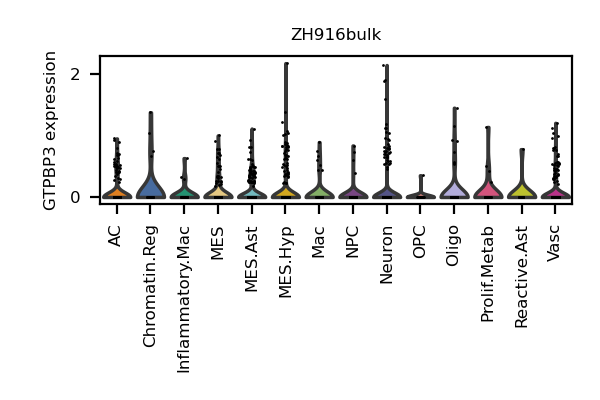 ZH916bulk
GTPBP3 expression
2
0
AC
Chromatin.Reg
Inflammatory.Mac
MES
MES.Ast
MES.Hyp
Mac
NPC
Neuron
OPC
Oligo
Prolif.Metab
Reactive.Ast
Vasc